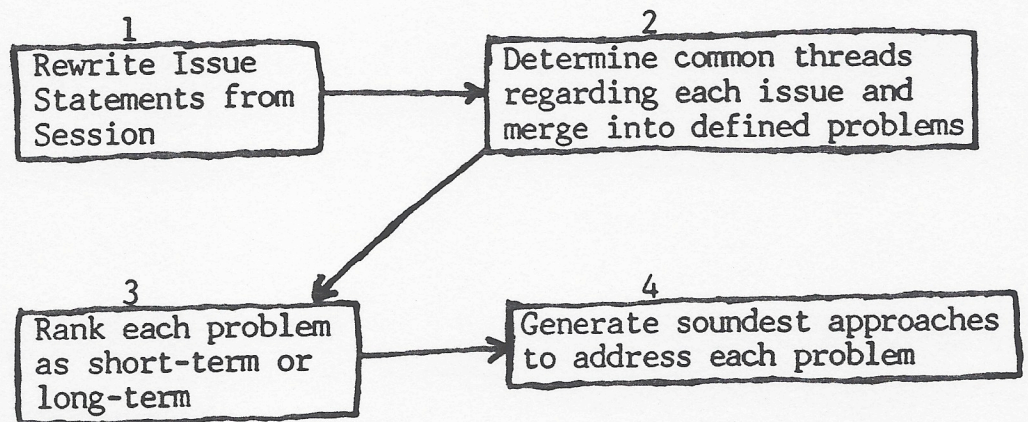 1
Rewrite Issue
Statements from
Session
2
Determine common threads
regarding each issue and
merge into defined problems
3
Rank each problem
as short-term or
long-term
4
Generate soundest approaches
to address each problem